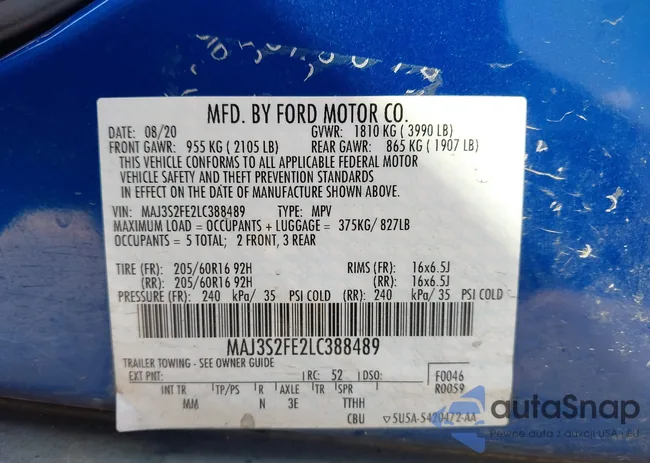 MFD. BY FORD MOTOR CO.
DATE: 08/20 GVWR: 1810 KG ( 3990 LB)
FRONT GAWR: 955 KG ( 2105 LB) REAR GAWR: 865 KG ( 1907 LB)
THIS VEHICLE CONFORMS TO ALL APPLICABLE FEDERAL MOTOR
VEHICLE SAFETY AND THEFT PREVENTION STANDARDS
IN EFFECT ON THE DATE OF MANUFACTURE SHOWN ABOVE.
VIN: MAJ3S2FE2LC388489 TYPE: MPV
MAXIMUM LOAD = OCCUPANTS + LUGGAGE = 375KG/ 827LB
OCCUPANTS = 5 TOTAL; 2 FRONT, 3 REAR
TIRE (FR): 205/60R16 92H RIMS (FR): 16x6.5J
(RR): 205/60R16 92H (RR): 16x6.5J
PRESSURE (FR): 240 kPa/ 35 PSI COLD (RR): 240 kPa/ 35 PSI COLD
MAJ3S2FE2LC388489
TRAILER TOWING - SEE OWNER GUIDE
EXT PNT: RC: 52 DSO: F0046
R0059
INT TR TP/PS R AXLE TR SPR
MJ6 N 3E TTHH
CBU
autaSnap
Pewne auto z aukcji USA i EU